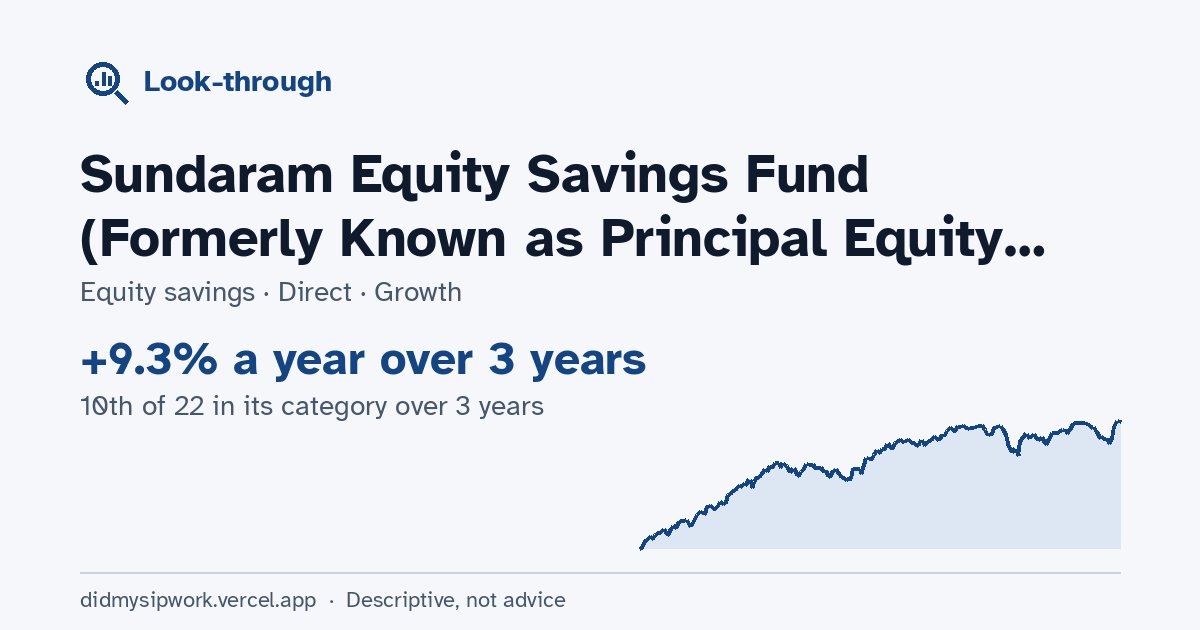 Look-through
Sundaram Equity Savings Fund
(Formerly Known as Principal Equity...
Equity savings · Direct · Growth
+9.3% a year over 3 years
10th of 22 in its category over 3 years
didmysipwork.vercel.app · Descriptive, not advice